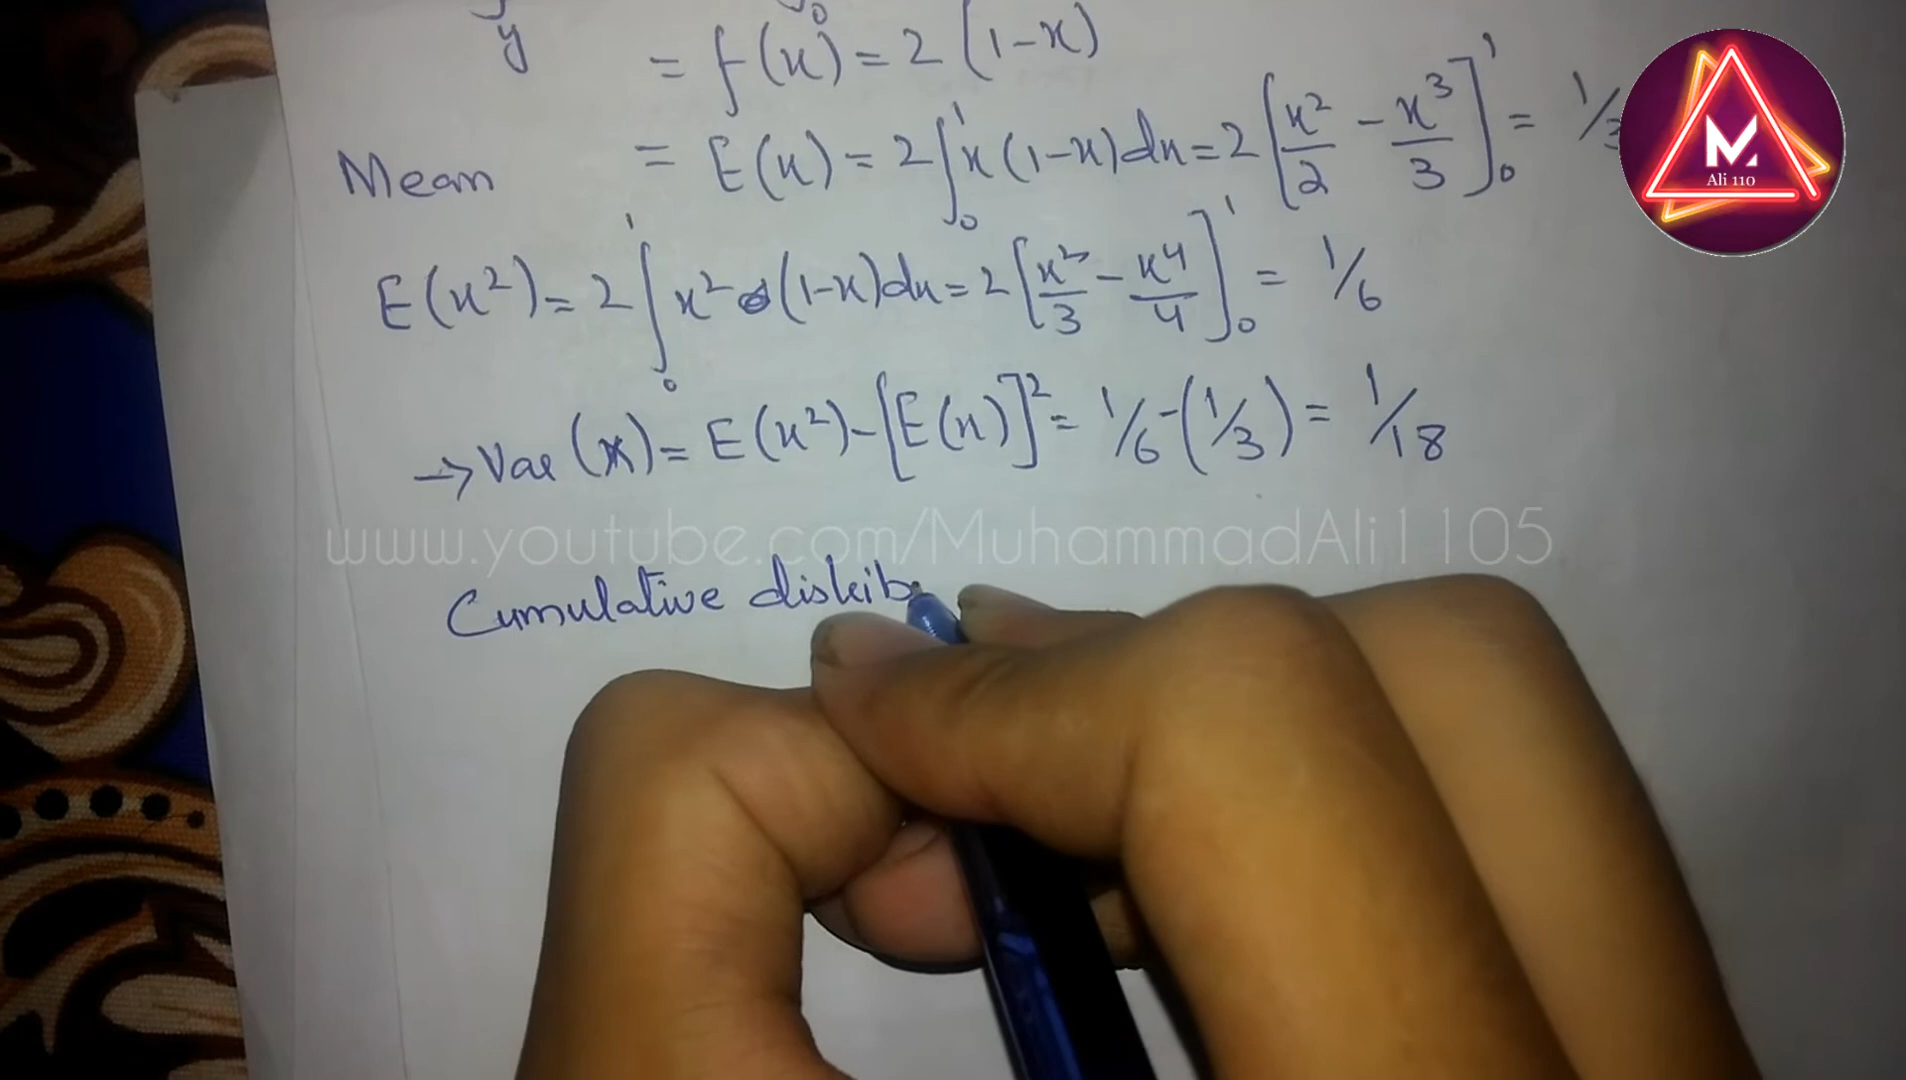 y
= f(x) = 2(1-x)
Mean = E(x) = 2∫₀¹ x(1-x)dx = 2[x²/2 - x³/3]₀¹ = 1/3
M.
Ali 110
E(x²) = 2∫₀¹ x² (1-x)dx = 2[x³/3 - x⁴/4]₀¹ = 1/6
→ Var(x) = E(x²) - [E(x)]² = 1/6 - (1/3) = 1/18
www.youtube.com/MuhammadAli1105
Cumulative distrib